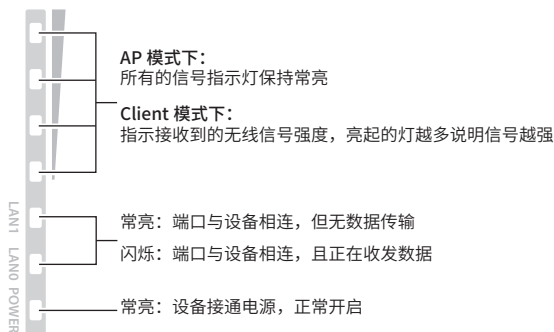 AP 模式下：
所有的信号指示灯保持常亮
Client 模式下：
指示接收到的无线信号强度，亮起的灯越多说明信号越强
LAN1
常亮：端口与设备相连，但无数据传输
LAN0
闪烁：端口与设备相连，且正在收发数据
POWER
常亮：设备接通电源，正常开启